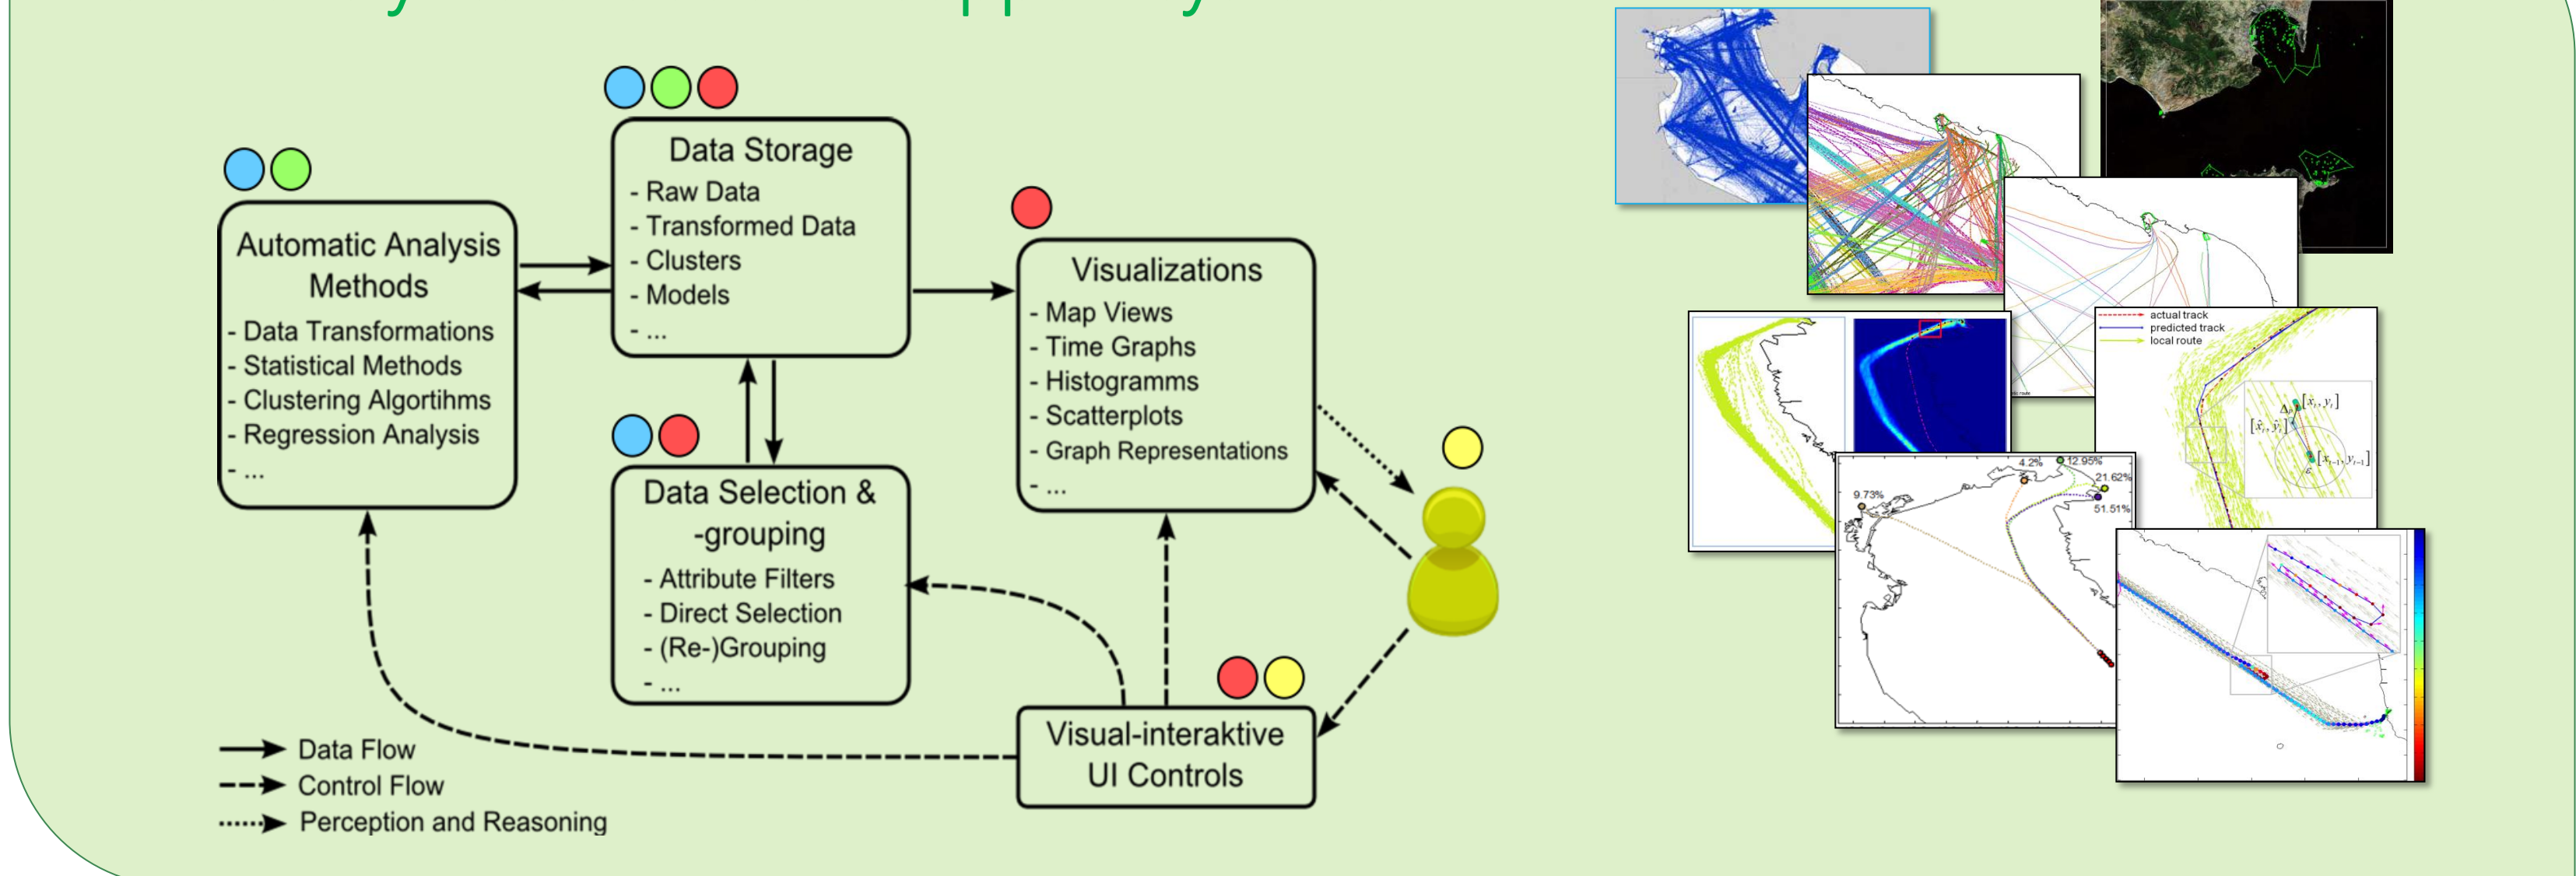 Data Storage
- Raw Data
- Transformed Data
- Clusters
- Models
- ...
Automatic Analysis
Methods
- Data Transformations
- Statistical Methods
- Clustering Algortihms
- Regression Analysis
- ...
Visualizations
- Map Views
- Time Graphs
- Histogramms
- Scatterplots
- Graph Representations
- ...
Data Selection &
-grouping
- Attribute Filters
- Direct Selection
- (Re-)Grouping
- ...
Visual-interaktive
UI Controls
Data Flow
Control Flow
Perception and Reasoning
actual track
predicted track
local route
4.2%
12.95%
21.62%
51.51%
9.73%